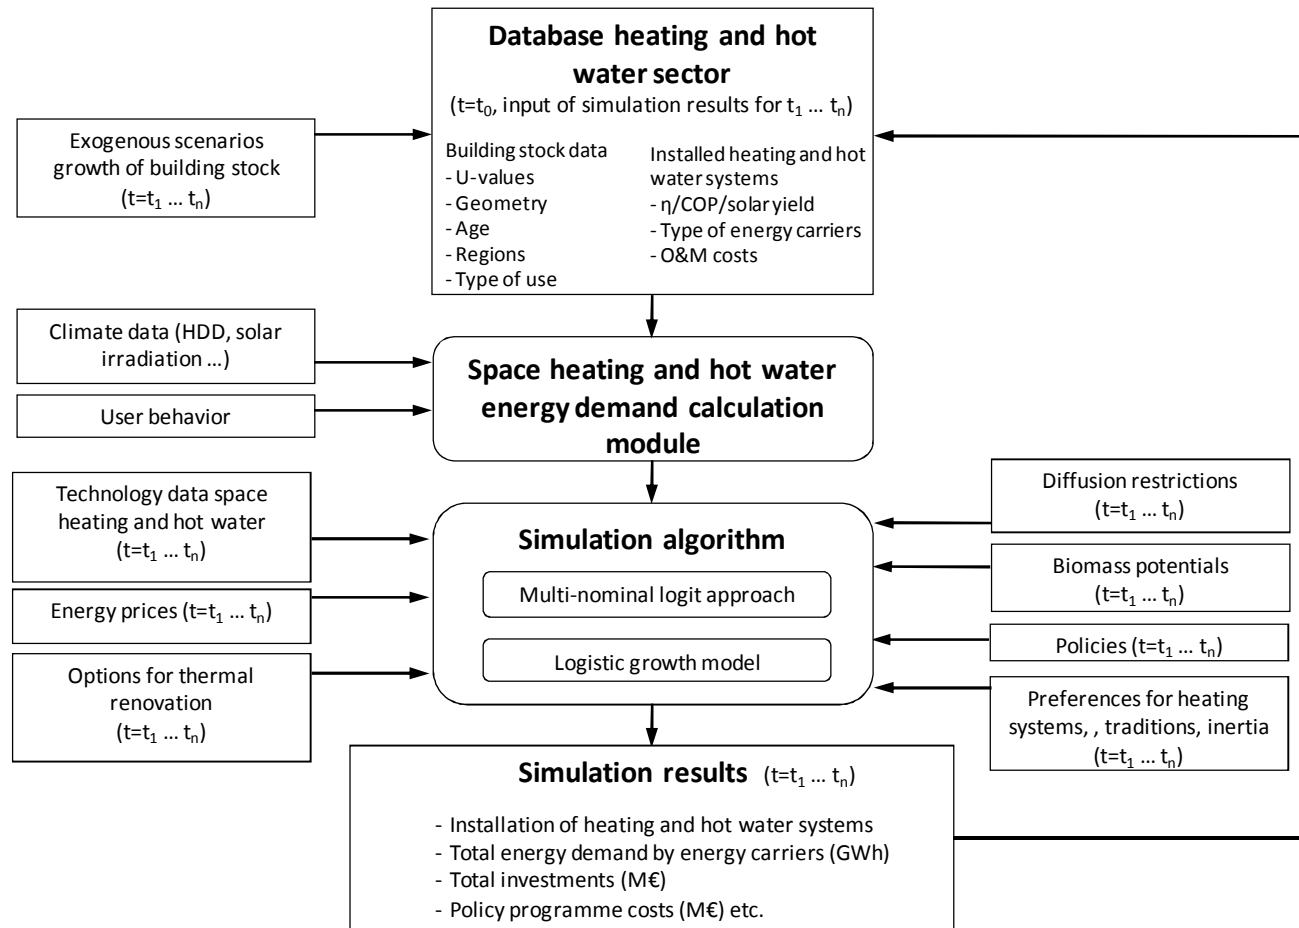 Database heating and hot
water sector
(t=t₀, input of simulation results for t₁ ... tₙ)
Building stock data
- U-values
- Geometry
- Age
- Regions
- Type of use
Installed heating and hot
water systems
- η/COP/solar yield
- Type of energy carriers
- O&M costs
Exogenous scenarios
growth of building stock
(t=t₁ ... tₙ)
Climate data (HDD, solar
irradiation ...)
User behavior
Space heating and hot water
energy demand calculation
module
Technology data space
heating and hot water
(t=t₁ ... tₙ)
Energy prices (t=t₁ ... tₙ)
Options for thermal
renovation
(t=t₁ ... tₙ)
Simulation algorithm
Multi-nominal logit approach
Logistic growth model
Diffusion restrictions
(t=t₁ ... tₙ)
Biomass potentials
(t=t₁ ... tₙ)
Policies (t=t₁ ... tₙ)
Preferences for heating
systems, , traditions, inertia
(t=t₁ ... tₙ)
Simulation results (t=t₁ ... tₙ)
- Installation of heating and hot water systems
- Total energy demand by energy carriers (GWh)
- Total investments (M€)
- Policy programme costs (M€) etc.